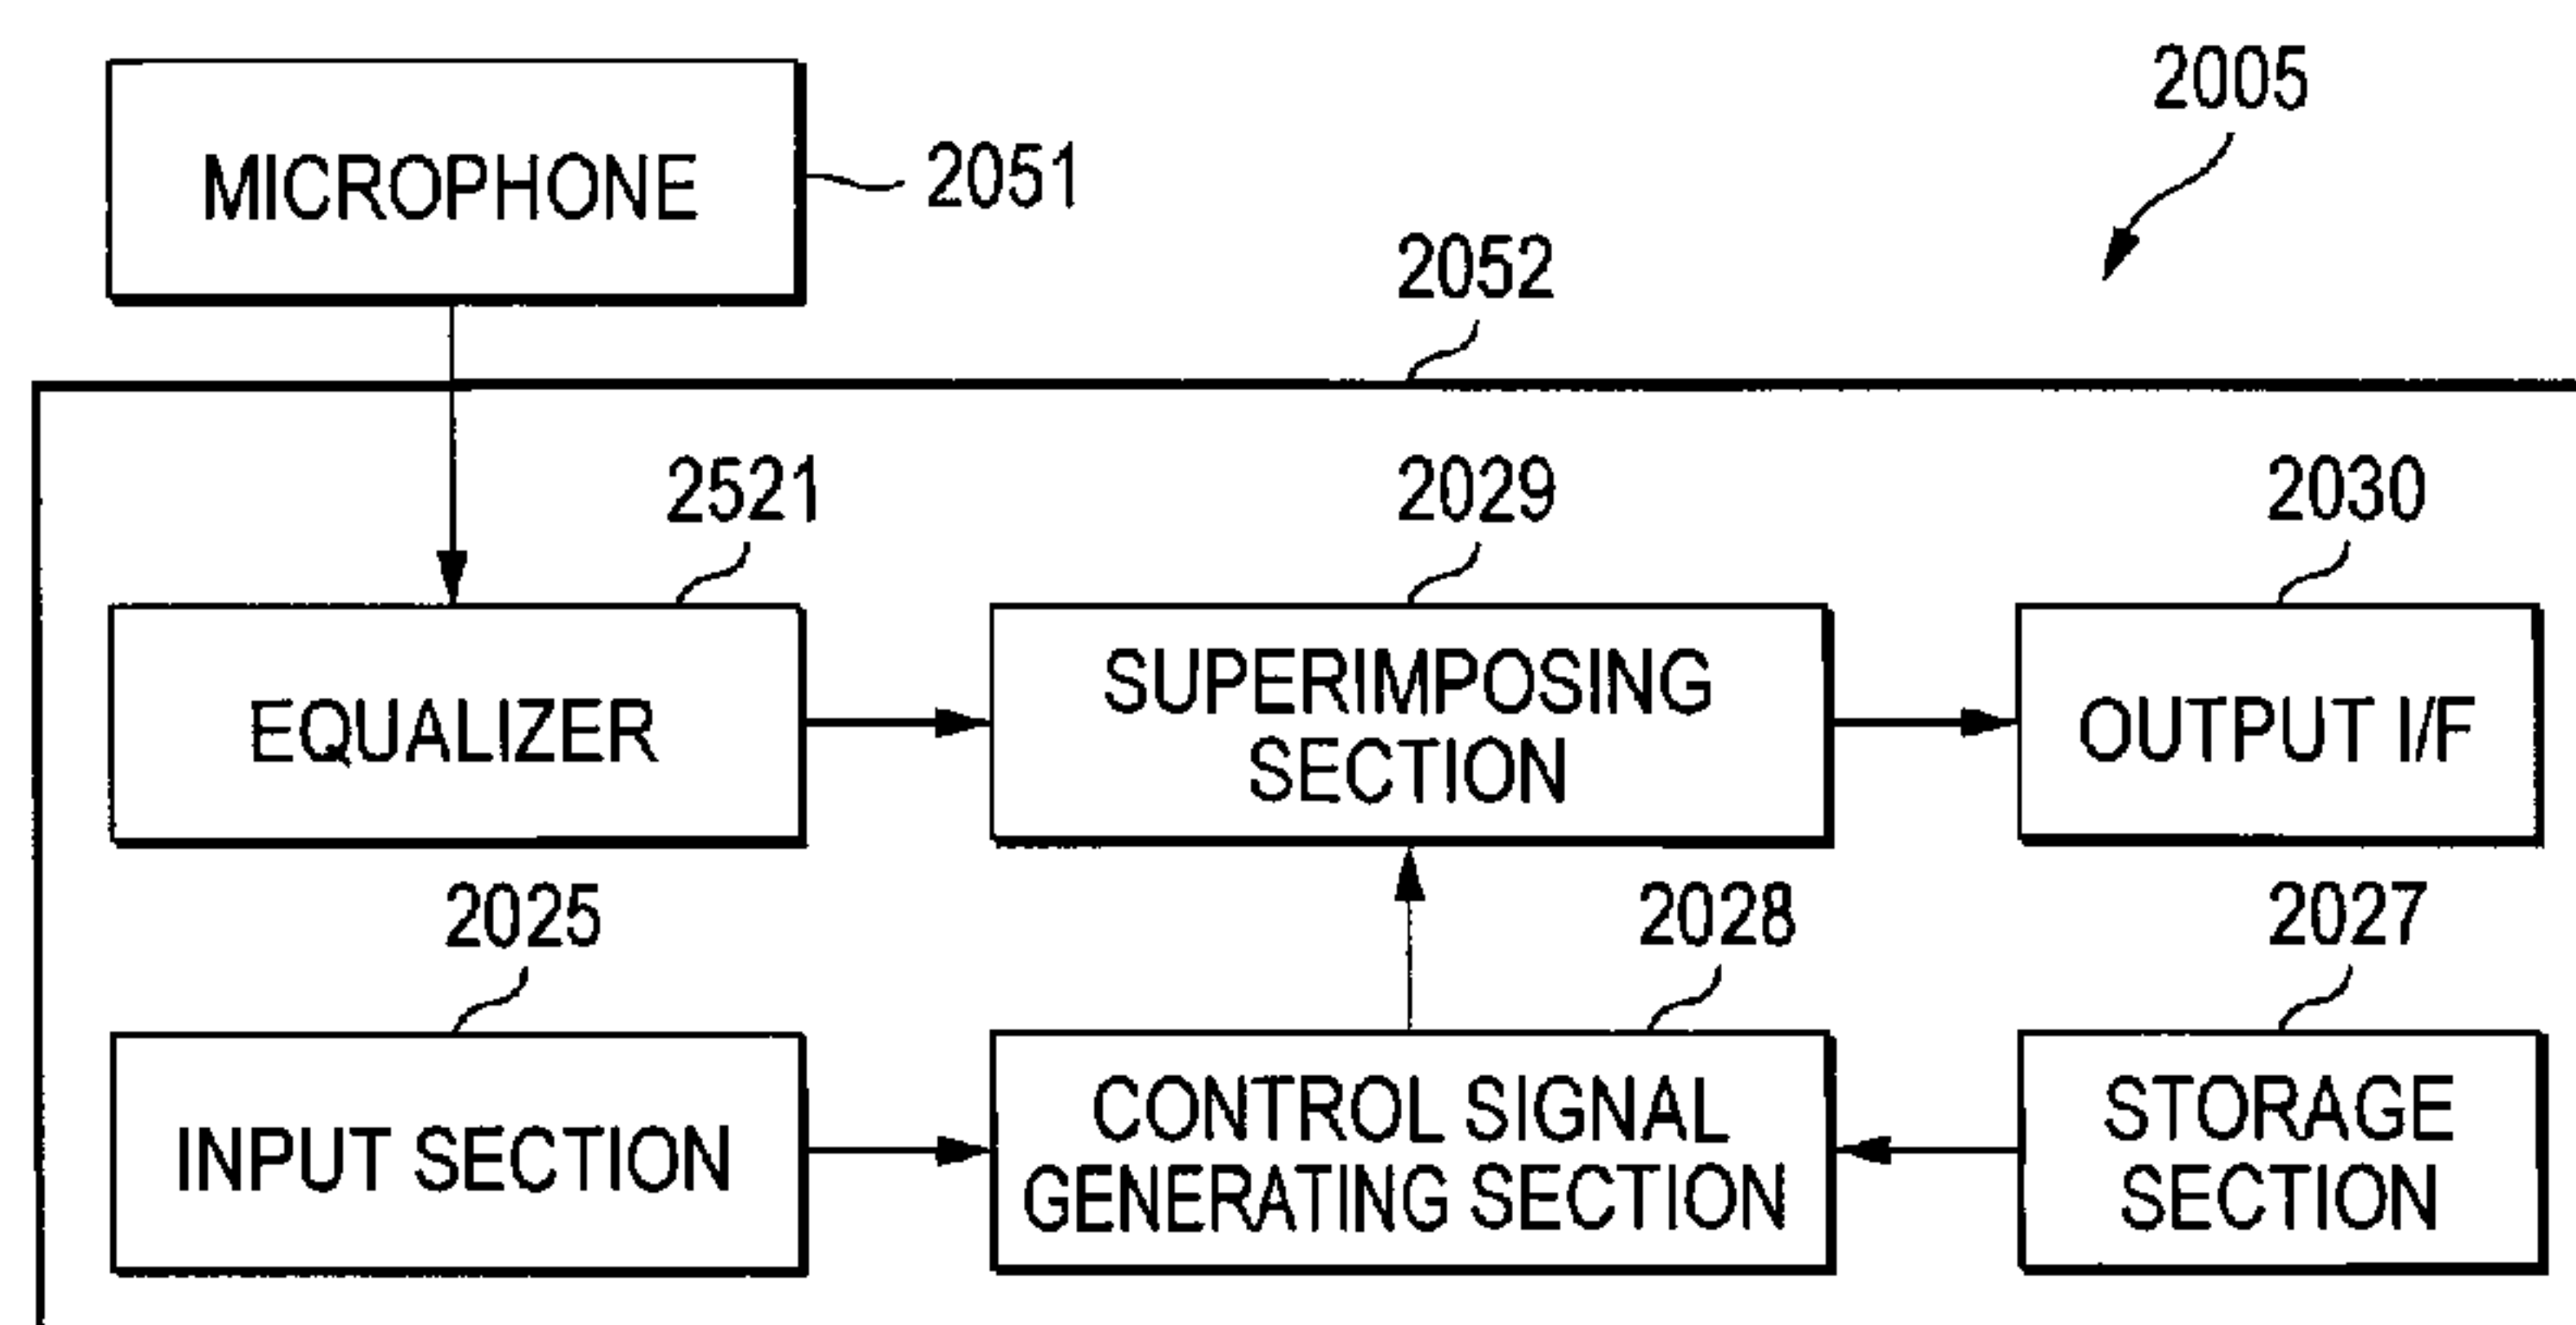 2005
MICROPHONE
2051
2052
2521
2029
2030
EQUALIZER
SUPERIMPOSING
SECTION
OUTPUT I/F
2025
2028
2027
INPUT SECTION
CONTROL SIGNAL
GENERATING SECTION
STORAGE
SECTION